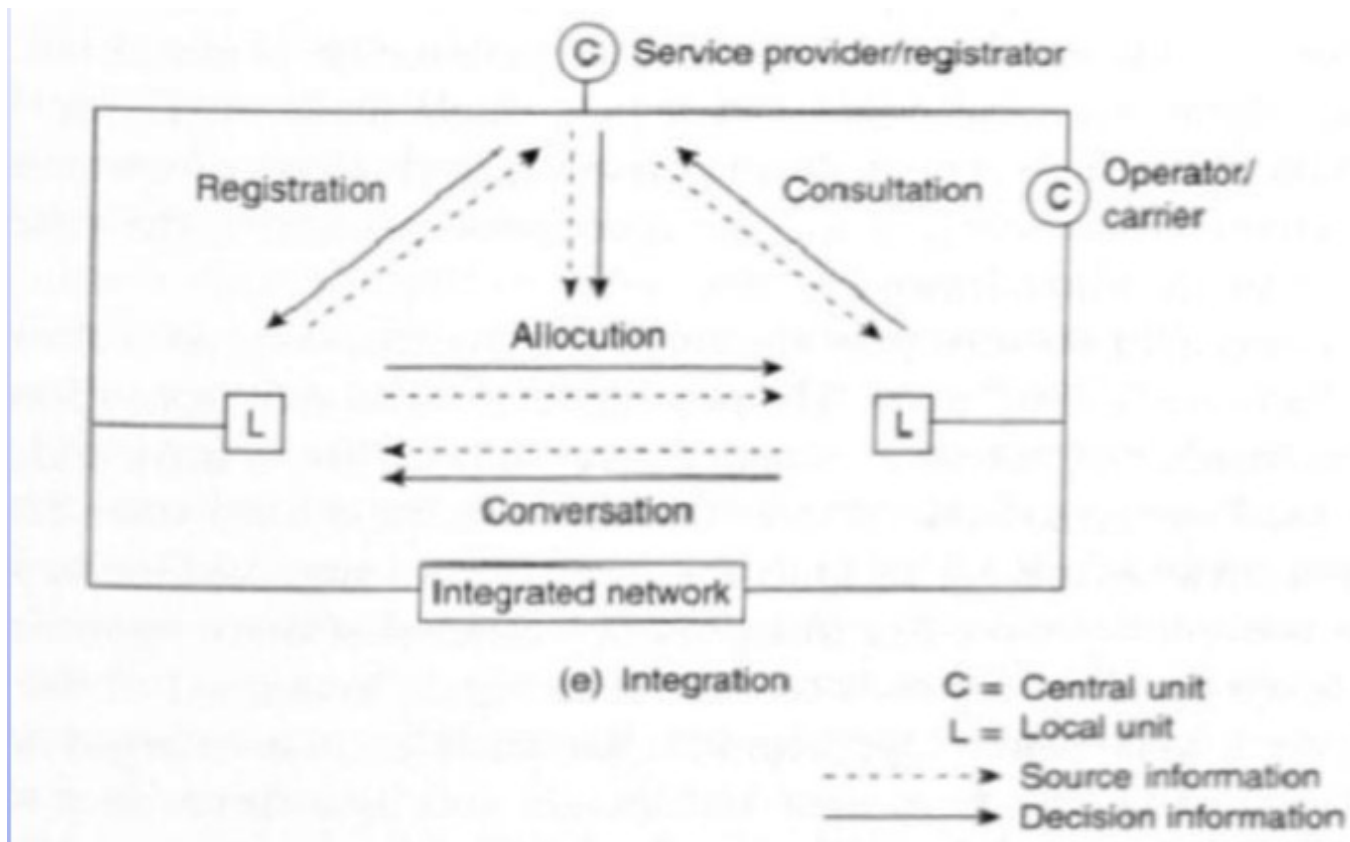 C Service provider/registrator
Registration
Consultation
C Operator/
carrier
Allocution
L
L
Conversation
Integrated network
(e) Integration
C = Central unit
L = Local unit
Source information
Decision information